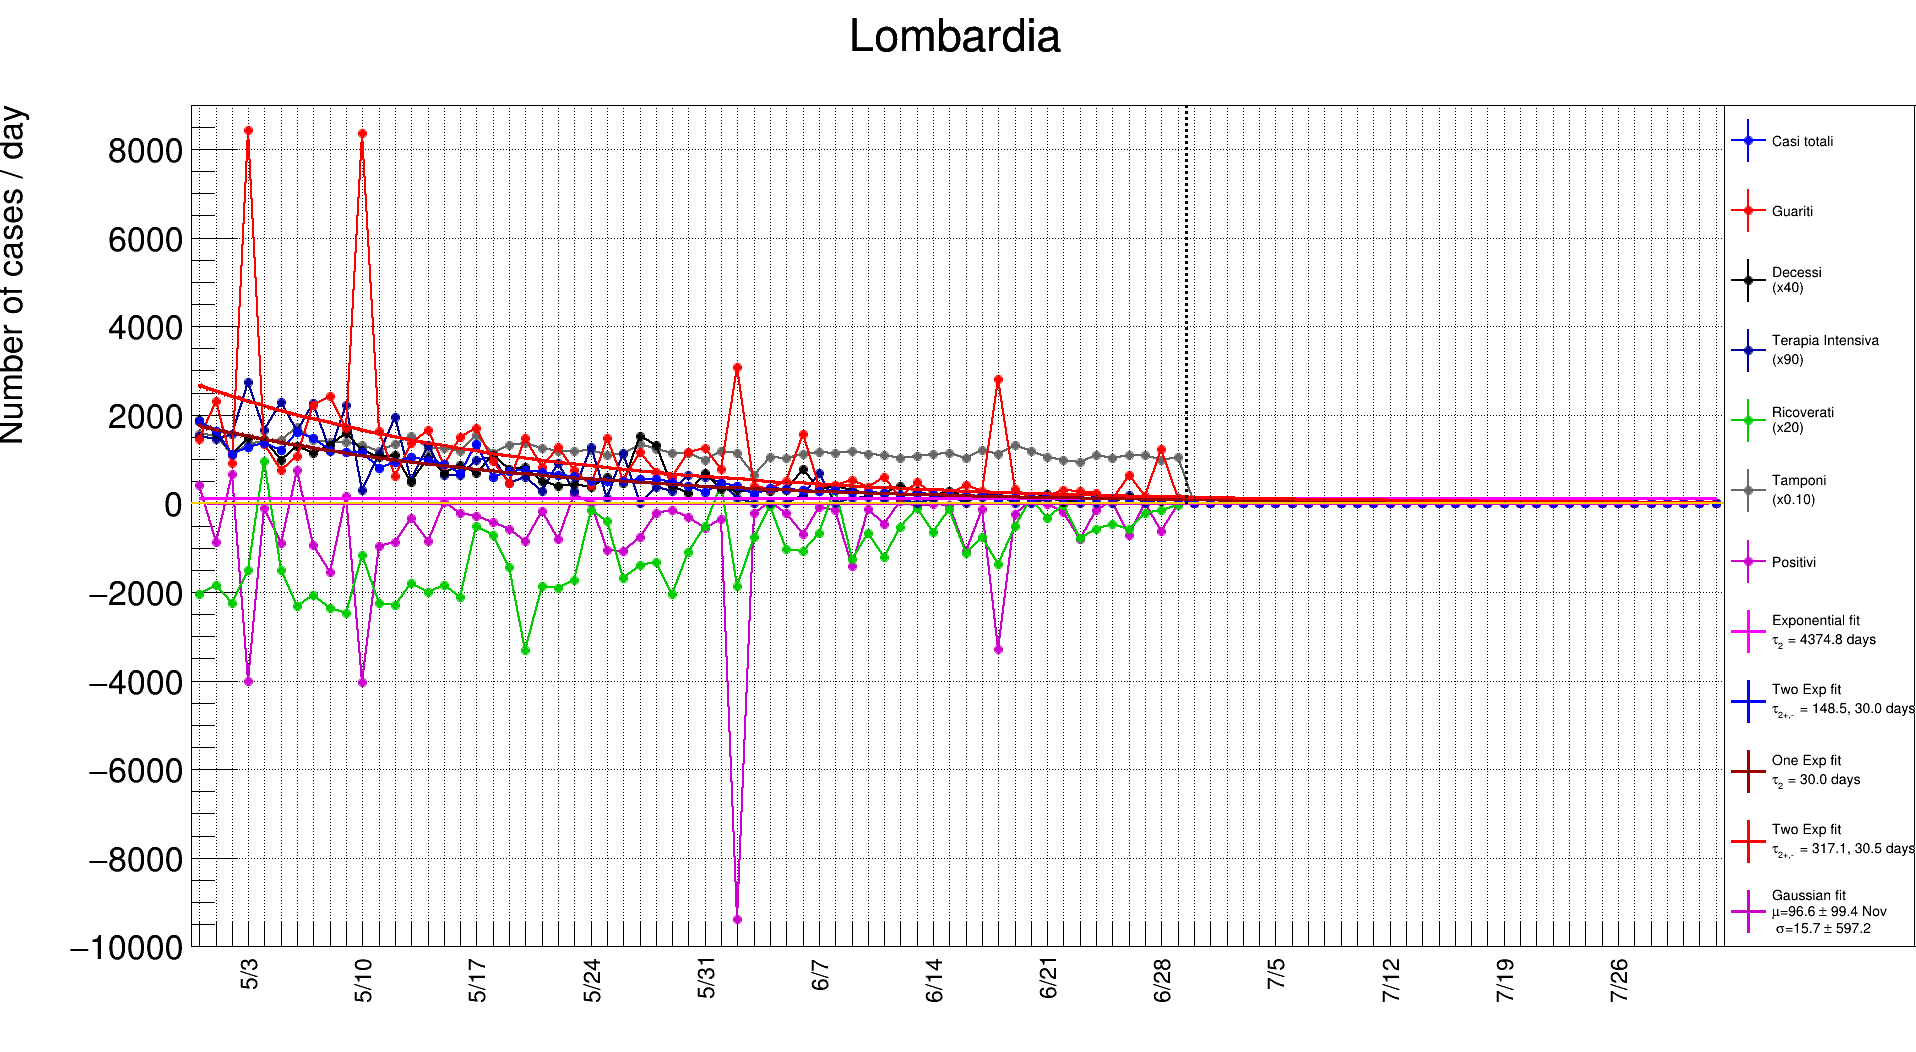 Lombardia
Number of cases / day
8000
6000
4000
2000
0
−2000
−4000
−6000
−8000
−10000
5/3
5/10
5/17
5/24
5/31
6/7
6/14
6/21
6/28
7/5
7/12
7/19
7/26
Casi totali
Guariti
Decessi
(x40)
Terapia Intensiva
(x90)
Ricoverati
(x20)
Tamponi
(x0.10)
Positivi
Exponential fit
τ2 = 4374.8 days
Two Exp fit
τ2+,- = 148.5, 30.0 days
One Exp fit
τ2 = 30.0 days
Two Exp fit
τ2+,- = 317.1, 30.5 days
Gaussian fit
μ=96.6 ± 99.4 Nov
σ=15.7 ± 597.2